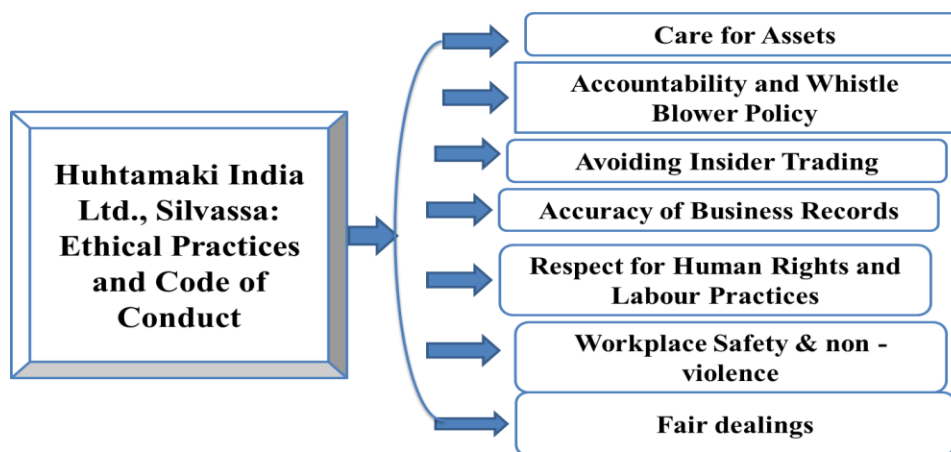 Huhtamaki India
Ltd., Silvassa:
Ethical Practices
and Code of
Conduct
Care for Assets
Accountability and Whistle
Blower Policy
Avoiding Insider Trading
Accuracy of Business Records
Respect for Human Rights and
Labour Practices
Workplace Safety & non -
violence
Fair dealings